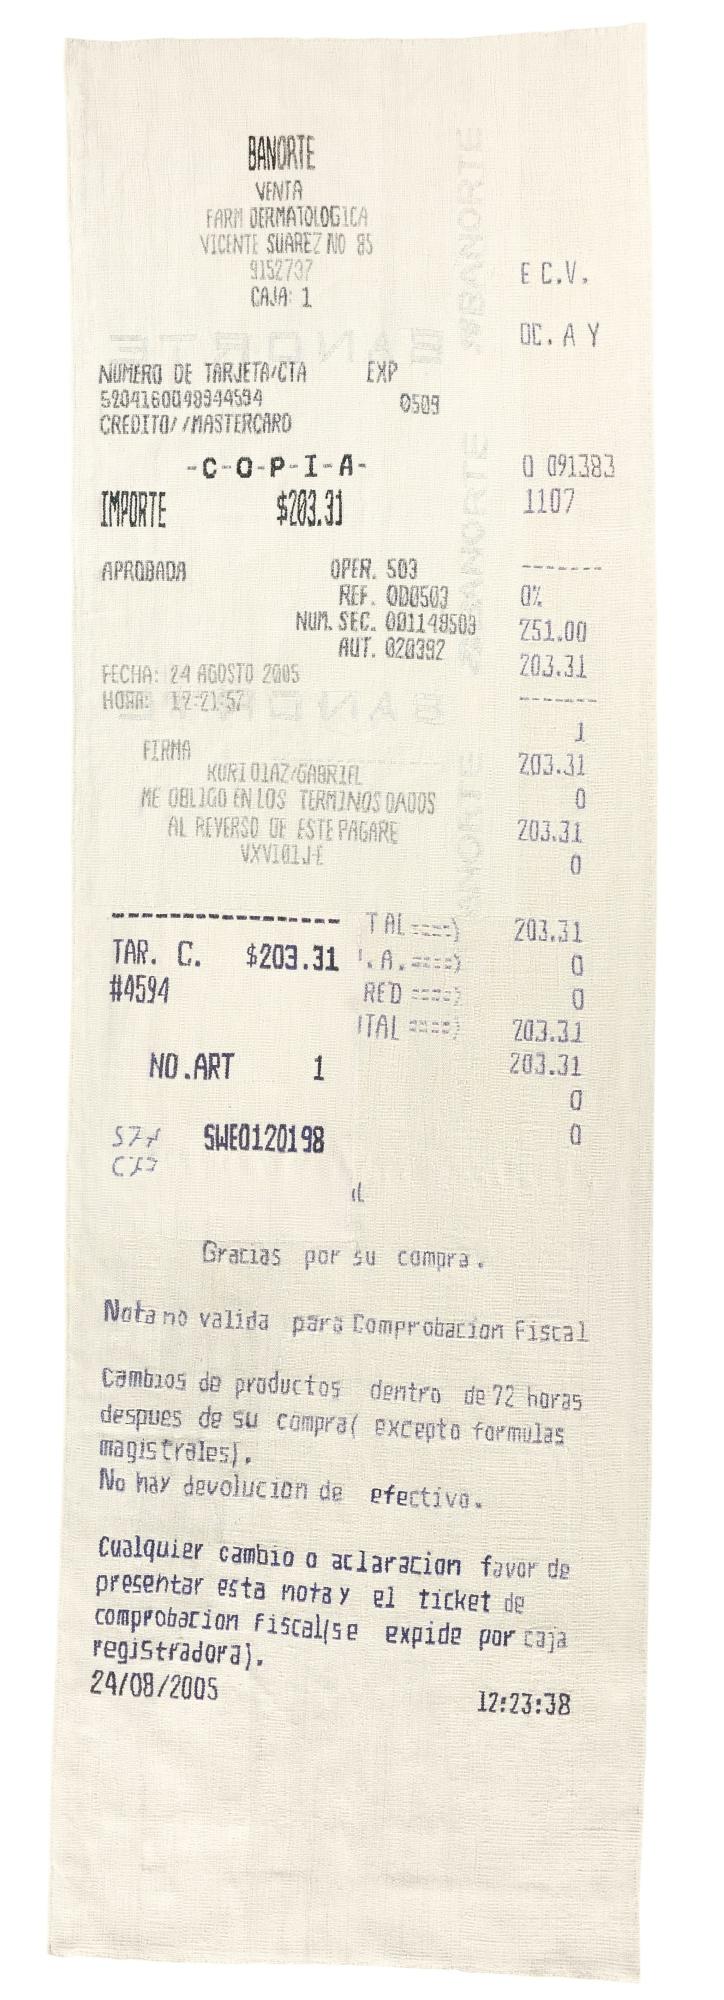 BANORTE
VENTA
FARM DERMATOLOGICA
VICENTE SUAREZ NO 85
9152737
CAJA: 1
E C.V.
OC. A Y
BANORTE
NUMERO DE TARJETA/CTA EXP
5204160048944594 0509
CREDITO/ /MASTERCARD
-C-O-P-I-A- 0 091383
IMPORTE $203.31 1107
APROBADA OPER. 503 -------
REF. 000503 0%
NUM. SEC. 001149503 251.00
AUT. 020392 203.31
FECHA: 24 AGOSTO 2005
HORA: 12:21:57 -------
BANORTE
FIRMA 1
KURI DIAZ/GABRIEL 203.31
ME OBLIGO EN LOS TERMINOS DADOS 0
AL REVERSO DE ESTE PAGARE 203.31
VXV101J-E 0
------------------ TAL ====) 203.31
TAR. C. $203.31 .A.====) 0
#4594 RED ====) 0
ITAL ====) 203.31
NO.ART 1 203.31
0
SWE0120198 0
Gracias por su compra.
Nota no valida para Comprobacion Fiscal
Cambios de productos dentro de 72 horas
despues de su compra( excepto formulas
magistrales).
No hay devolucion de efectivo.
Cualquier cambio o aclaracion favor de
presentar esta nota y el ticket de
comprobacion fiscal(se expide por caja
registradora).
24/08/2005 12:23:38